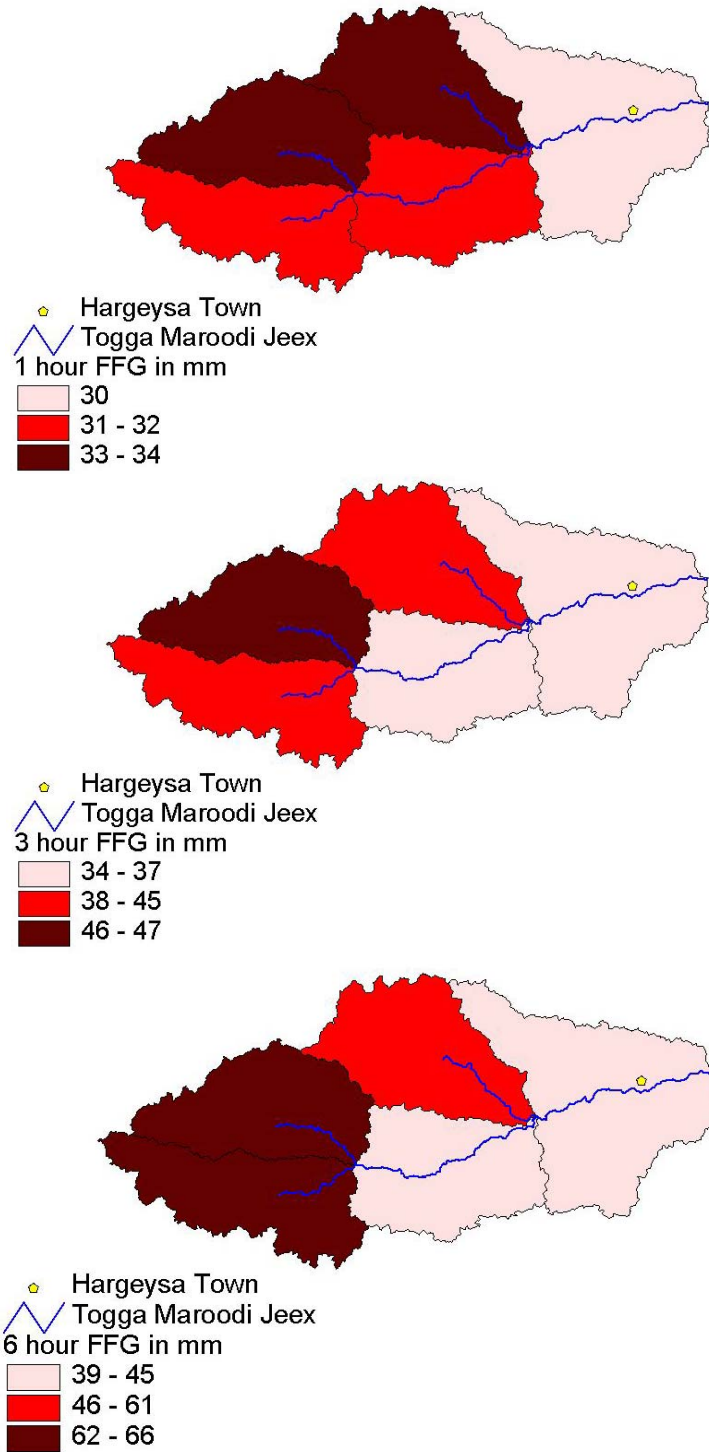 Hargeysa Town
Togga Maroodi Jeex
1 hour FFG in mm
30
31 - 32
33 - 34
Hargeysa Town
Togga Maroodi Jeex
3 hour FFG in mm
34 - 37
38 - 45
46 - 47
Hargeysa Town
Togga Maroodi Jeex
6 hour FFG in mm
39 - 45
46 - 61
62 - 66